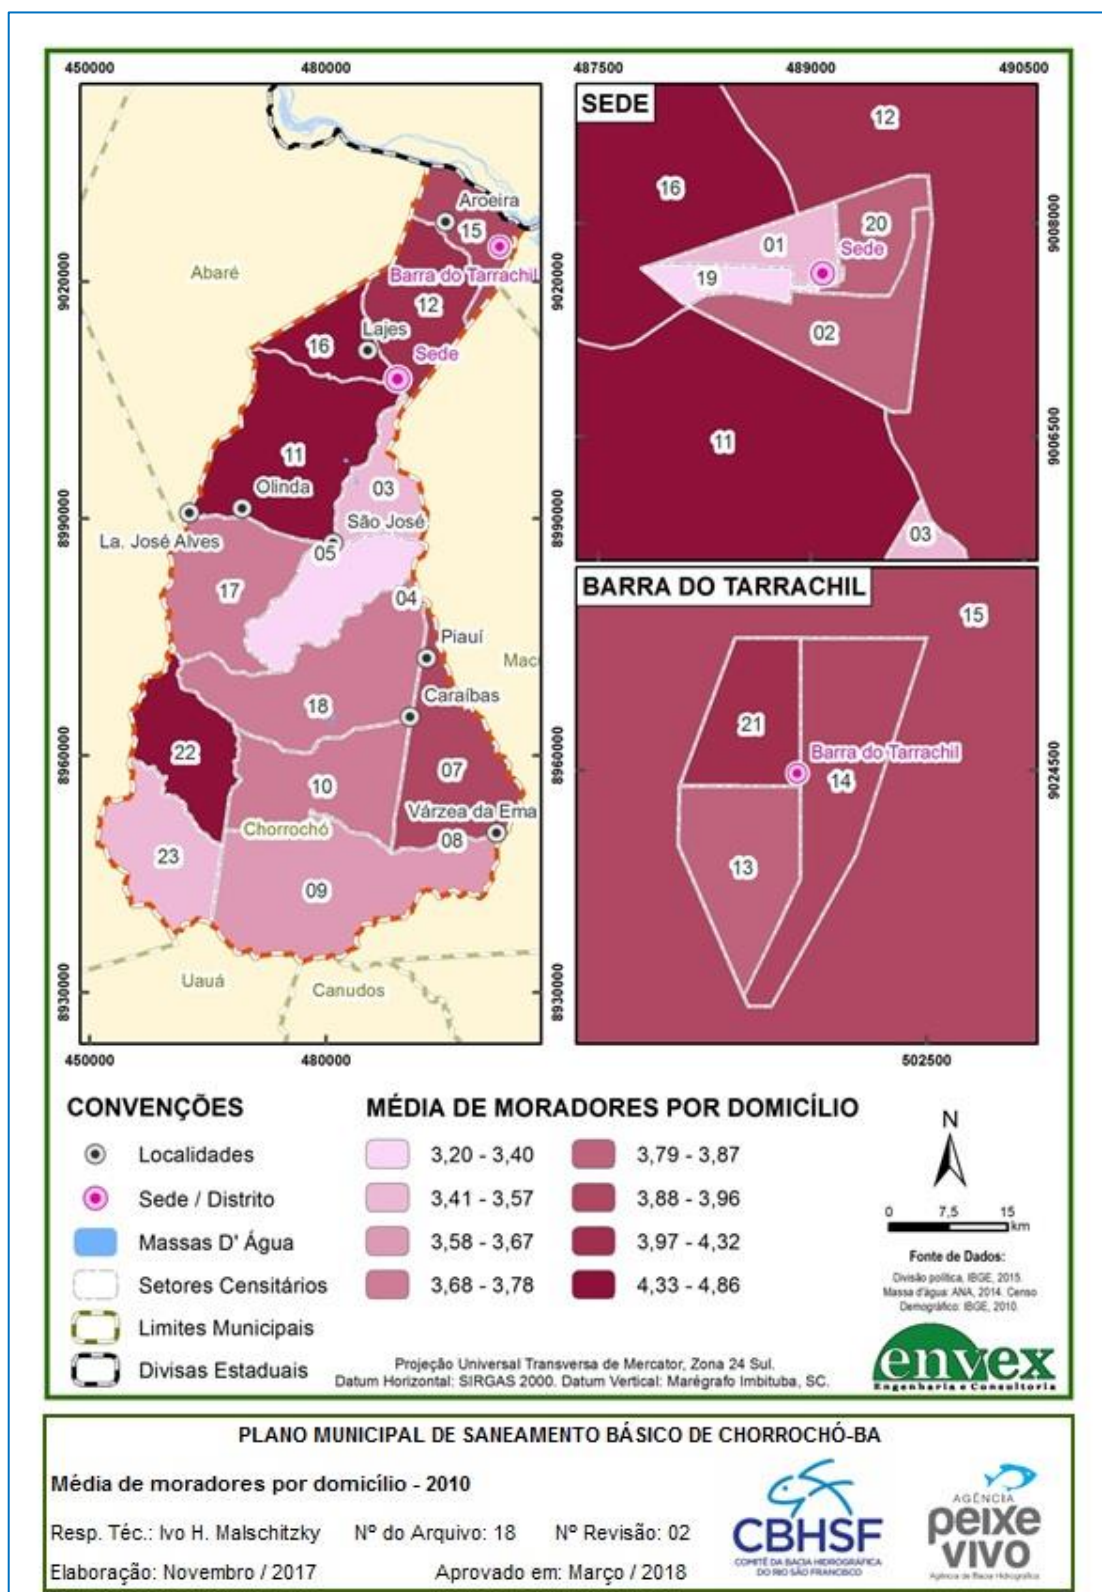 450000
480000
487500
489000
490500
SEDE
12
16
20
9008000
01
Sede
19
02
11
9006500
03
Aroeira
15
Abaré
Barra do Tarrachil
9020000
12
Lajes
16
Sede
11
Olinda
03
São José
8990000
La. José Alves
05
17
04
Piauí
Caraíbas
18
22
8960000
07
10
Várzea da Ema
Chorrochó
08
23
09
Uauá
Canudos
8930000
450000
480000
BARRA DO TARRACHIL
15
21
Barra do Tarrachil
14
9024500
13
502500
CONVENÇÕES
Localidades
Sede / Distrito
Massas D' Água
Setores Censitários
Limites Municipais
Divisas Estaduais
MÉDIA DE MORADORES POR DOMICÍLIO
3,20 - 3,40
3,41 - 3,57
3,58 - 3,67
3,68 - 3,78
3,79 - 3,87
3,88 - 3,96
3,97 - 4,32
4,33 - 4,86
N
0 7,5 15
km
Fonte de Dados:
Divisão política, IBGE, 2015.
Massa d'água: ANA, 2014. Censo
Demográfico: IBGE, 2010.
Projeção Universal Transversa de Mercator, Zona 24 Sul.
Datum Horizontal: SIRGAS 2000. Datum Vertical: Marégrafo Imbituba, SC.
envex
Engenharia e Consultoria
PLANO MUNICIPAL DE SANEAMENTO BÁSICO DE CHORROCHÓ-BA
Média de moradores por domicílio - 2010
Resp. Téc.: Ivo H. Malschitzky Nº do Arquivo: 18 Nº Revisão: 02
Elaboração: Novembro / 2017 Aprovado em: Março / 2018
CBHSF
COMITÊ DA BACIA HIDROGRÁFICA
DO RIO SÃO FRANCISCO
AGÊNCIA
peixe
vivo
Agência de Bacia Hidrográfica